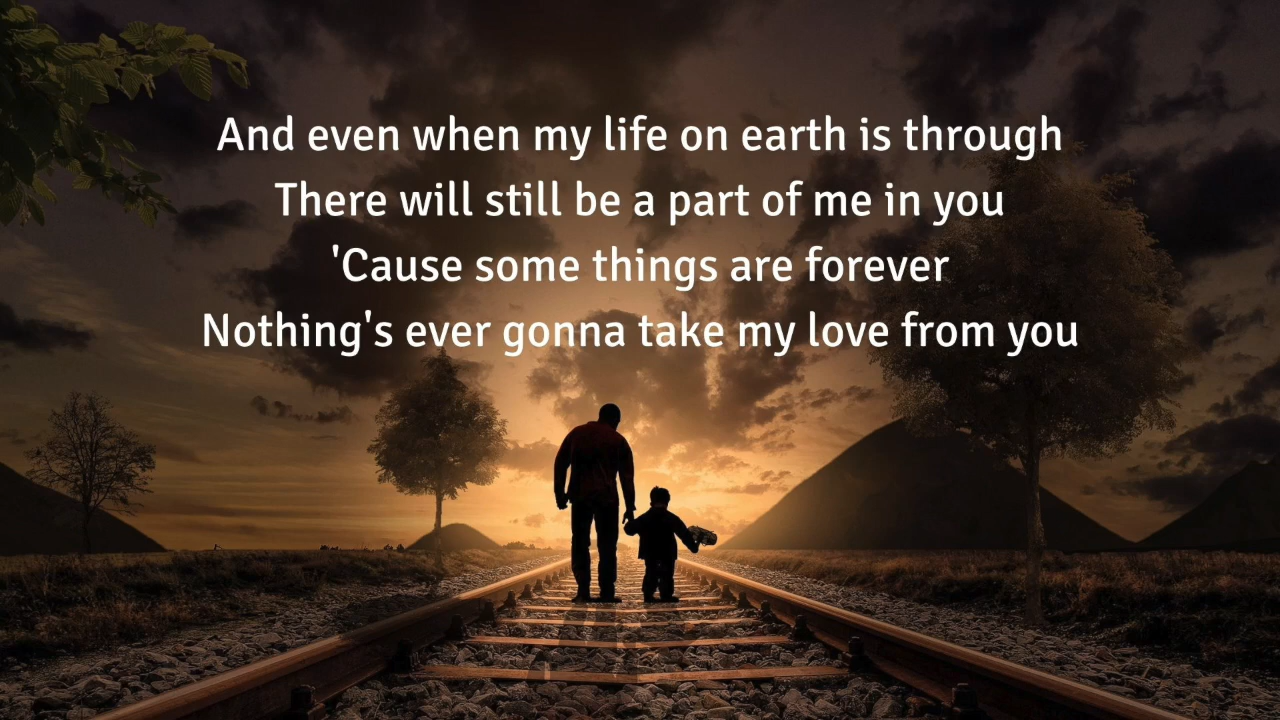 And even when my life on earth is through
There will still be a part of me in you
'Cause some things are forever
Nothing's ever gonna take my love from you